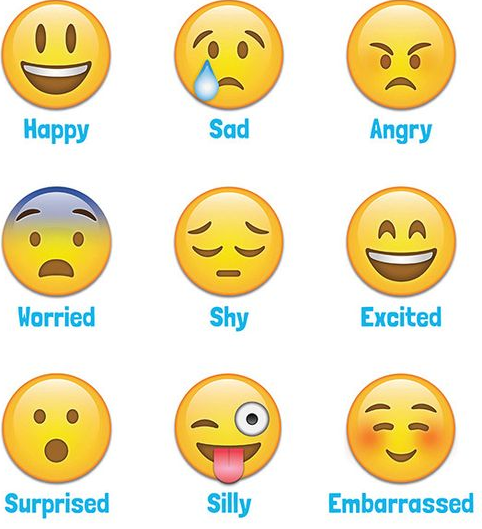 Happy
Sad
Angry
Worried
Shy
Excited
Surprised
Silly
Embarrassed